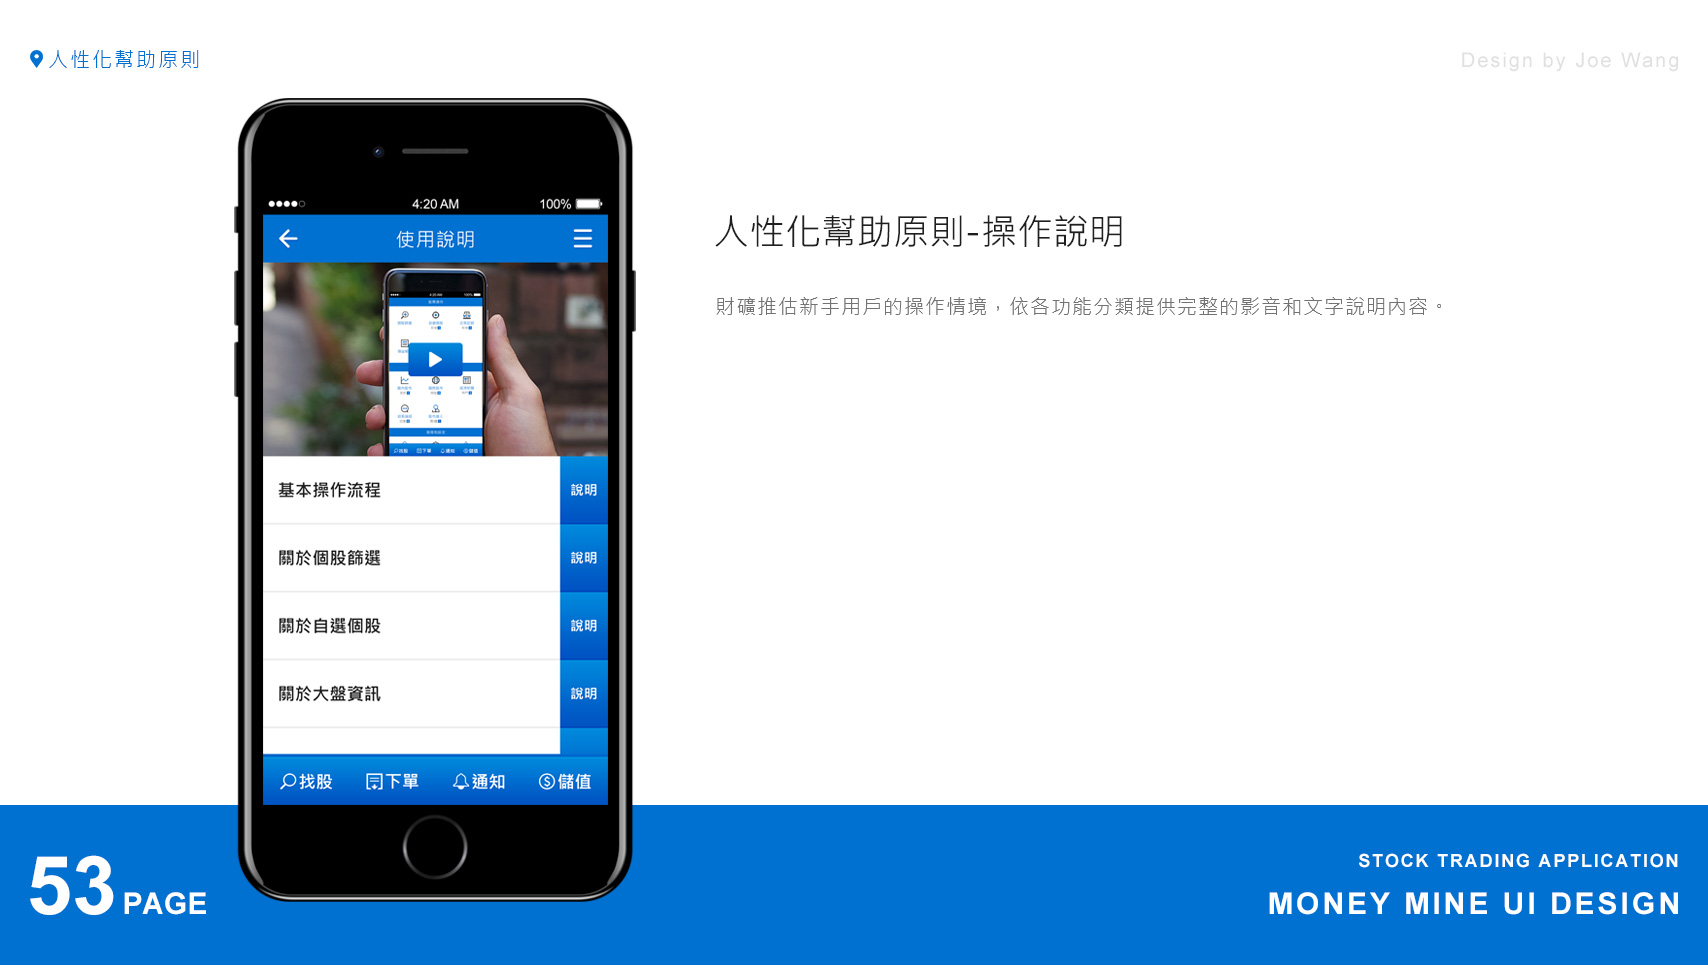 人性化幫助原則
Design by Joe Wang
4:20 AM
100%
使用說明
基本操作流程
說明
關於個股篩選
說明
關於自選個股
說明
關於大盤資訊
說明
找股
下單
通知
儲值
人性化幫助原則-操作說明
財礦推估新手用戶的操作情境，依各功能分類提供完整的影音和文字說明內容。
53 PAGE
STOCK TRADING APPLICATION
MONEY MINE UI DESIGN